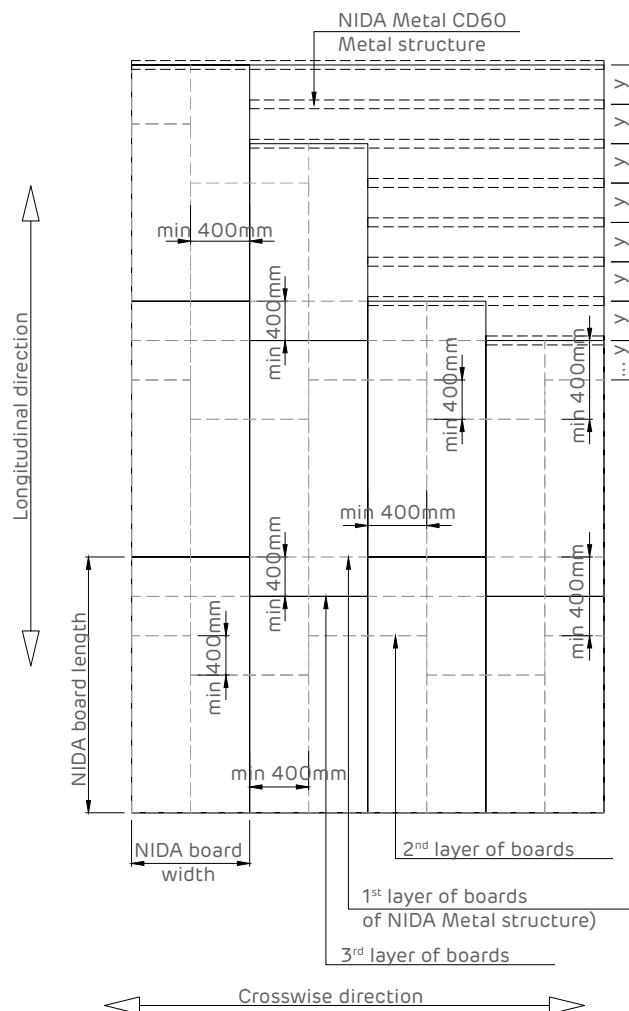 NIDA Metal CD60
Metal structure
y
y
y
y
y
y
y
y
...
Longitudinal direction
min 400mm
min 400mm
min 400mm
min 400mm
min 400mm
min 400mm
min 400mm
min 400mm
min 400mm
NIDA board length
NIDA board
width
2nd layer of boards
1st layer of boards
of NIDA Metal structure)
3rd layer of boards
Crosswise direction